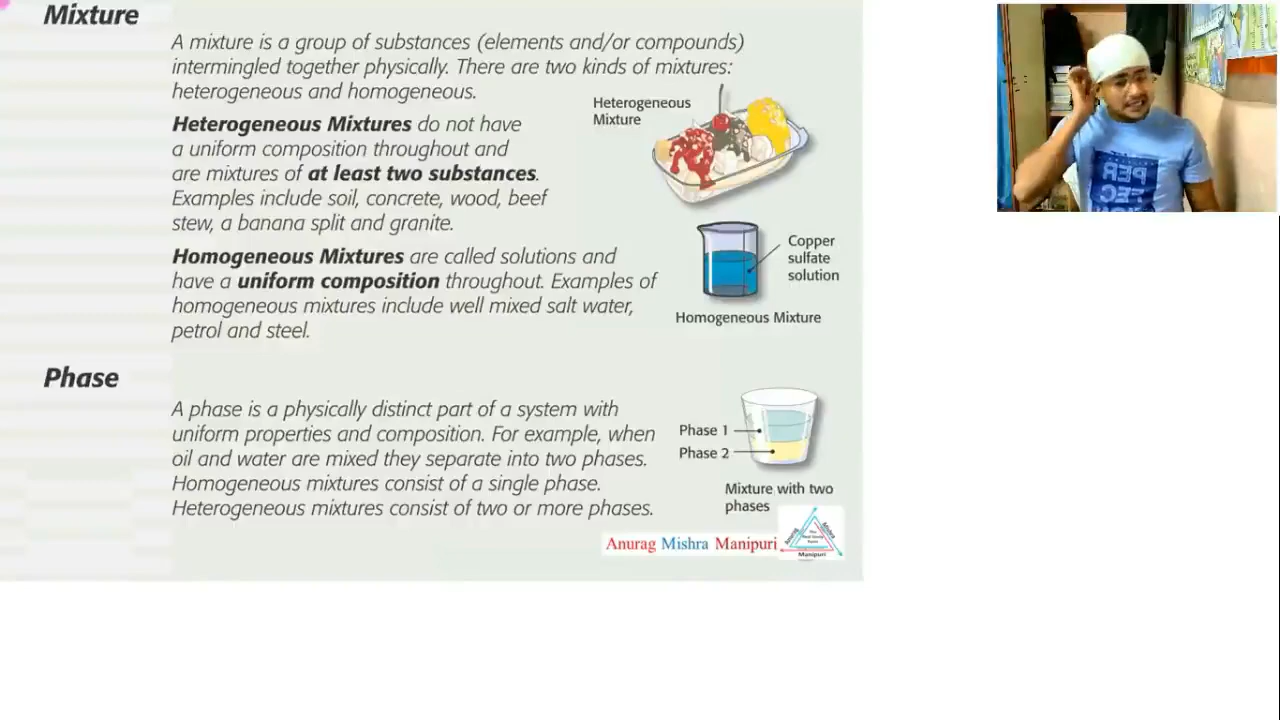 Mixture
A mixture is a group of substances (elements and/or compounds)
intermingled together physically. There are two kinds of mixtures:
heterogeneous and homogeneous.
Heterogeneous
Mixture
Heterogeneous Mixtures do not have
a uniform composition throughout and
are mixtures of at least two substances.
Examples include soil, concrete, wood, beef
stew, a banana split and granite.
Homogeneous Mixtures are called solutions and
have a uniform composition throughout. Examples of
homogeneous mixtures include well mixed salt water,
petrol and steel.
Copper
sulfate
solution
Homogeneous Mixture
Phase
A phase is a physically distinct part of a system with
uniform properties and composition. For example, when
oil and water are mixed they separate into two phases.
Homogeneous mixtures consist of a single phase.
Heterogeneous mixtures consist of two or more phases.
Phase 1
Phase 2
Mixture with two
phases
Anurag Mishra Manipuri
Anurag
Mishra
Manipuri
PER
FEC